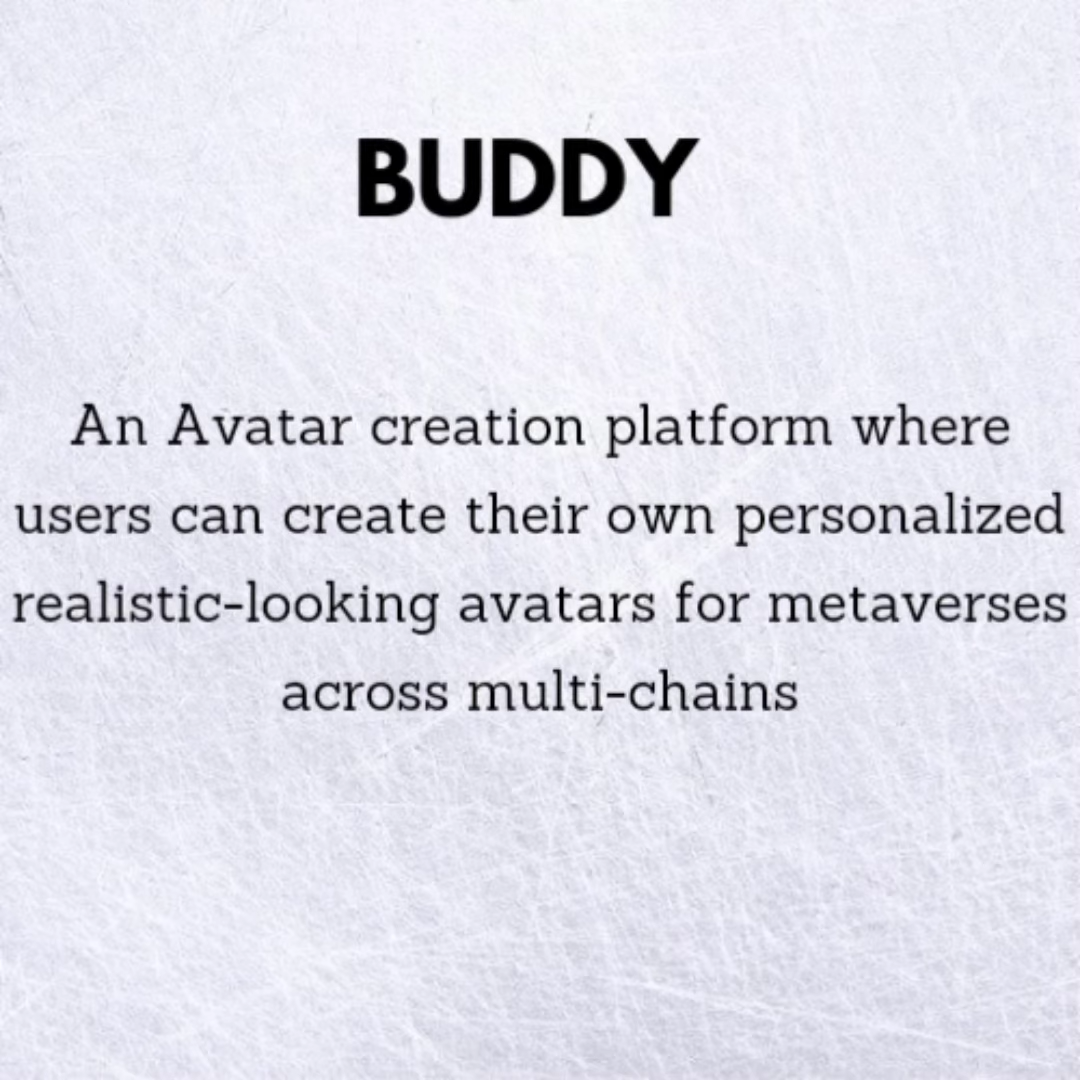 BUDDY
An Avatar creation platform where
users can create their own personalized
realistic-looking avatars for metaverses
across multi-chains